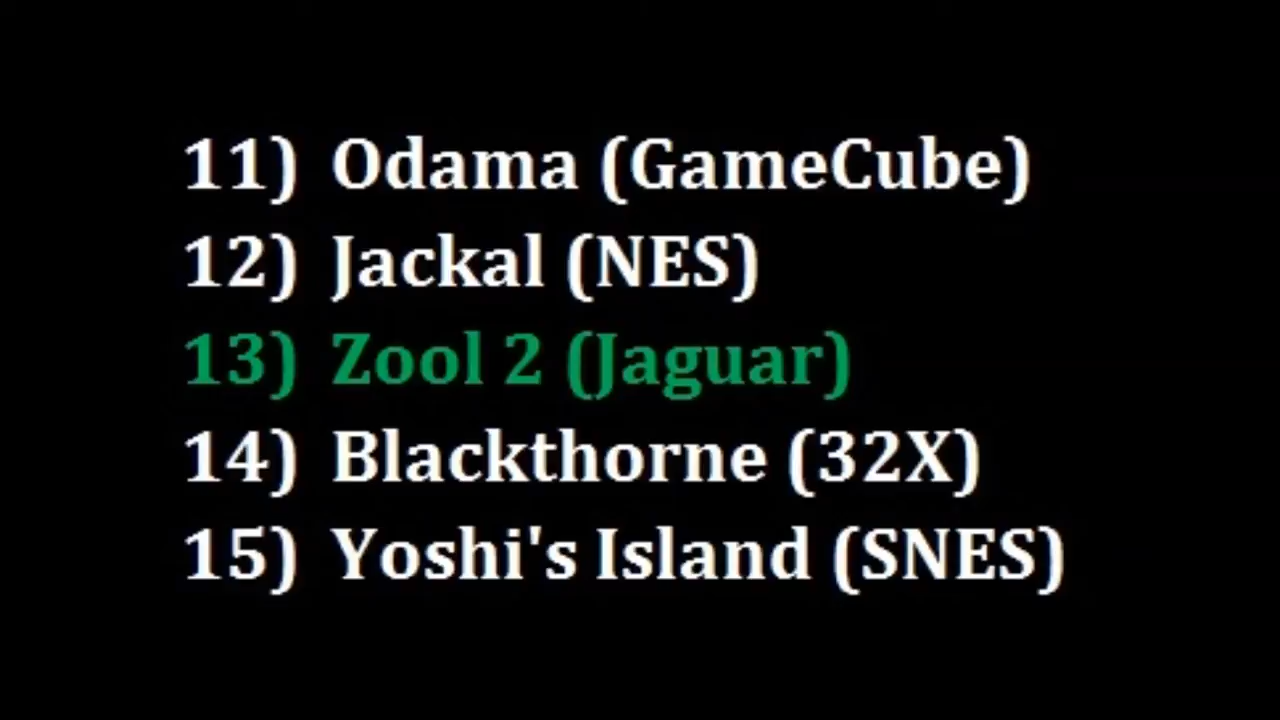 11) Odama (GameCube)
12) Jackal (NES)
13) Zool 2 (Jaguar)
14) Blackthorne (32X)
15) Yoshi's Island (SNES)